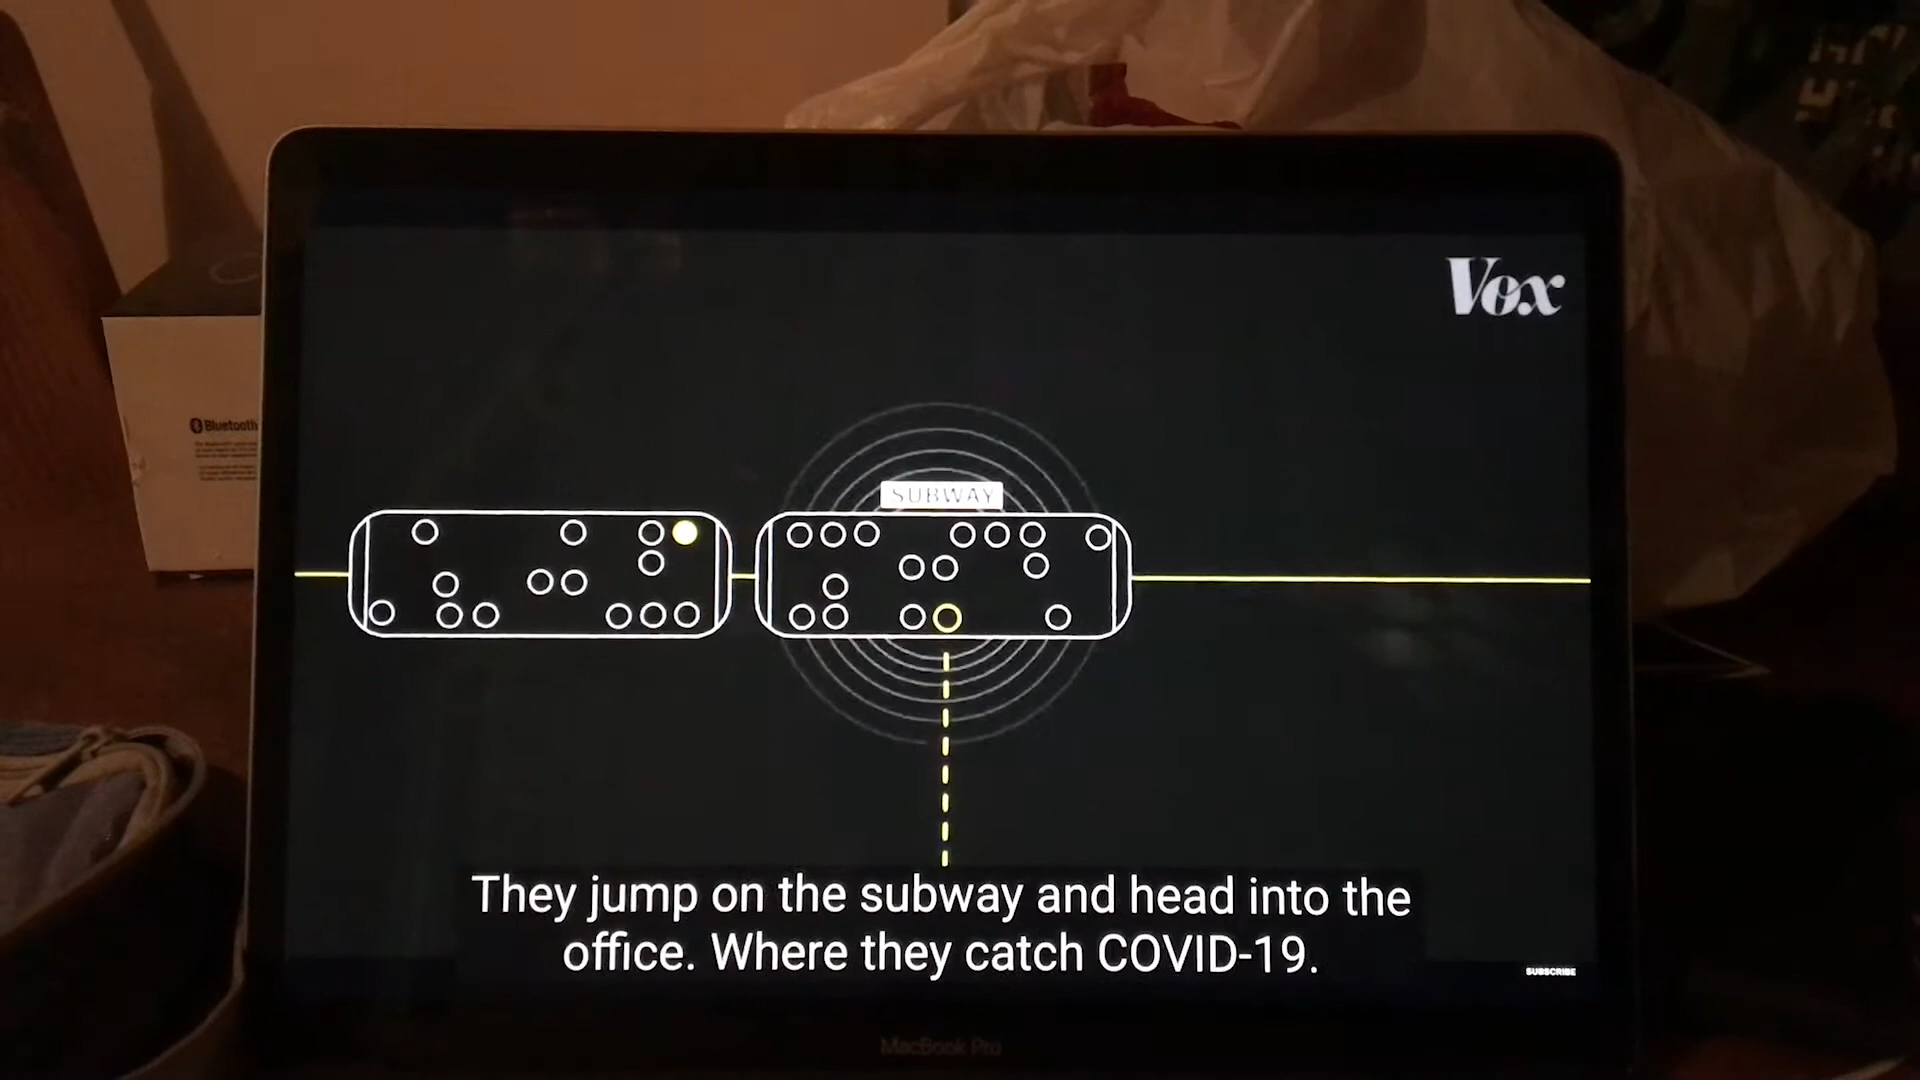 Vox
Bluetooth
SUBWAY
They jump on the subway and head into the
office. Where they catch COVID-19.
SUBSCRIBE
MacBook Pro